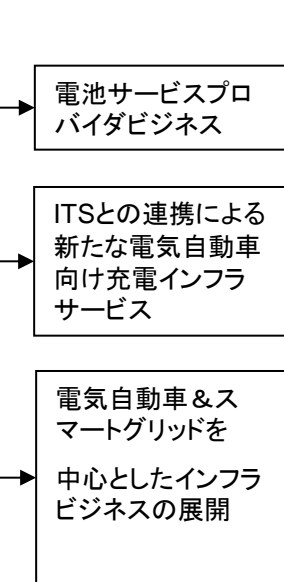 電池サービスプロ
バイダビジネス
ITSとの連携による
新たな電気自動車
向け充電インフラ
サービス
電気自動車＆ス
マートグリッドを
中心としたインフラ
ビジネスの展開